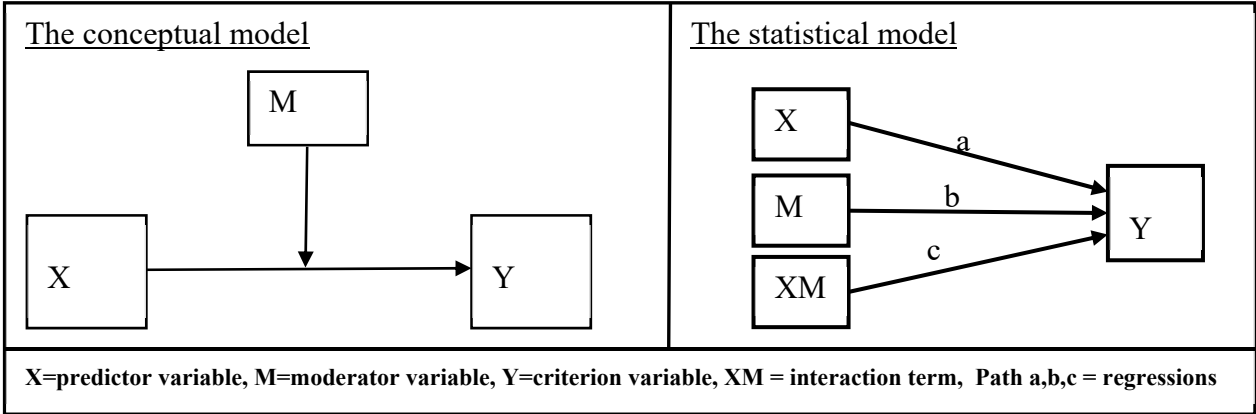 The conceptual model
M
X
Y
The statistical model
X
a
M
b
Y
c
XM
X=predictor variable, M=moderator variable, Y=criterion variable, XM = interaction term, Path a,b,c = regressions